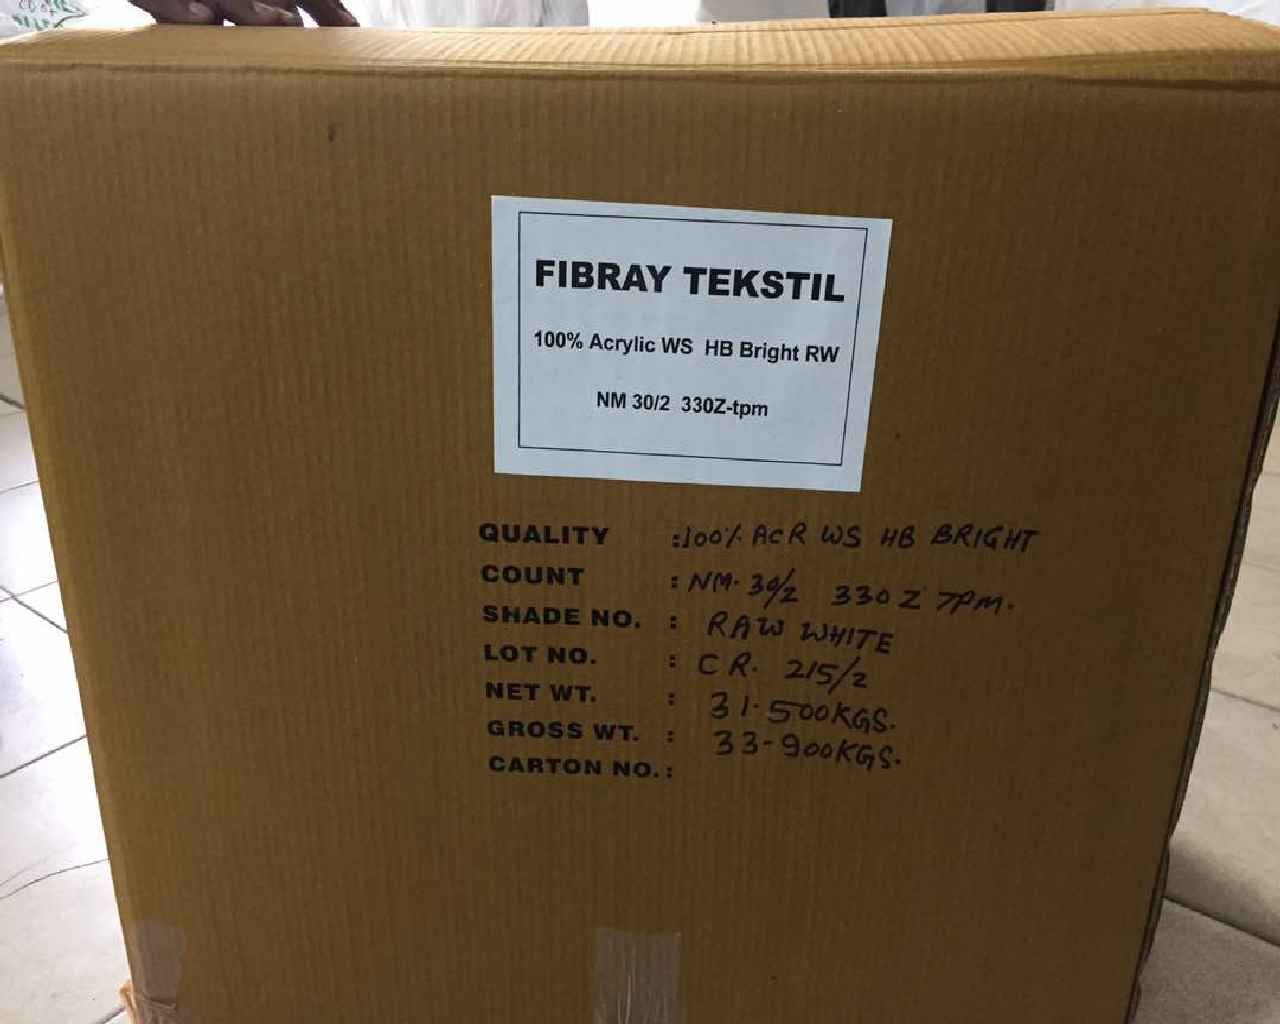 FIBRAY TEKSTIL
100% Acrylic WS HB Bright RW
NM 30/2 330Z-tpm
QUALITY :100% ACR WS HB BRIGHT
COUNT : NM. 30/2 330 Z TPM.
SHADE NO. : RAW WHITE
LOT NO. : CR. 215/2
NET WT. : 31.500KGS.
GROSS WT. : 33-900KGS.
CARTON NO.: